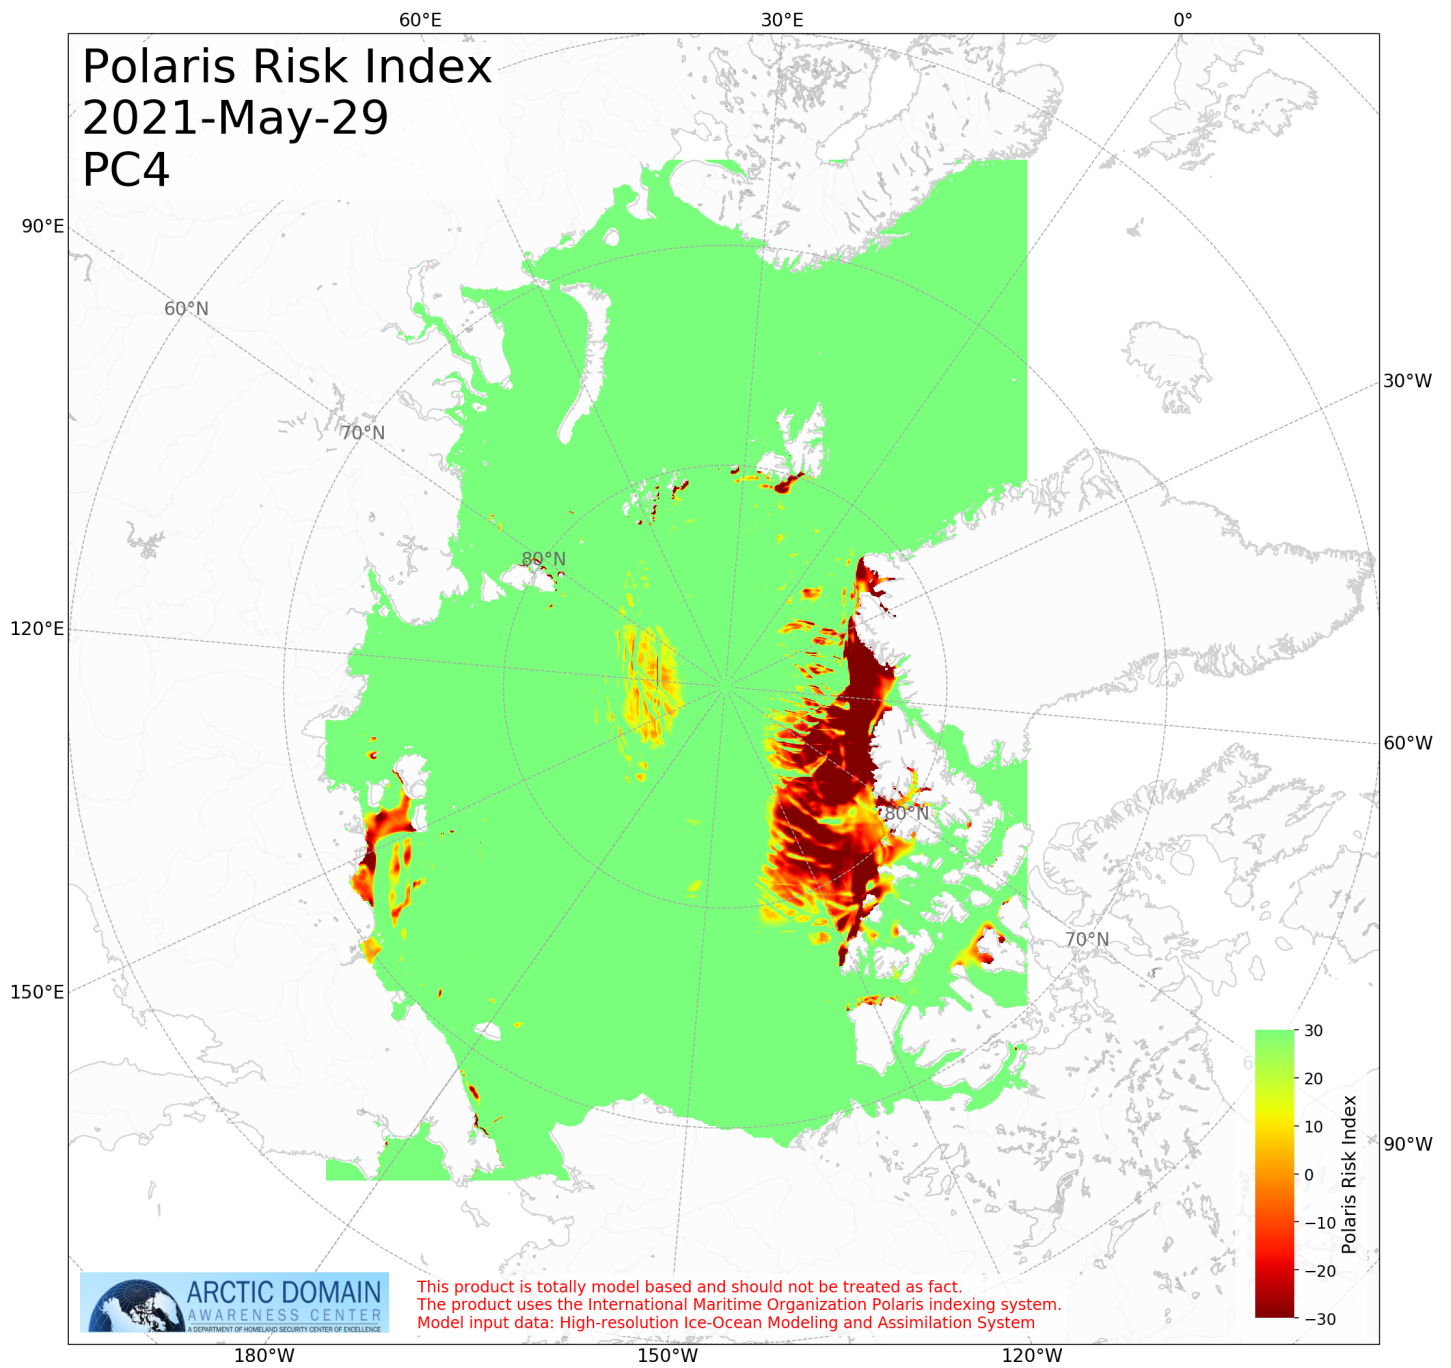 60°E 30°E 0°
Polaris Risk Index
2021-May-29
PC4
90°E
60°N
30°W
70°N
80°N
120°E
60°W
80°N
70°N
150°E
30
20
10
0
−10
−20
−30
Polaris Risk Index
90°W
ARCTIC DOMAIN
AWARENESS CENTER
A DEPARTMENT OF HOMELAND SECURITY CENTER OF EXCELLENCE
This product is totally model based and should not be treated as fact.
The product uses the International Maritime Organization Polaris indexing system.
Model input data: High-resolution Ice-Ocean Modeling and Assimilation System
180°W 150°W 120°W